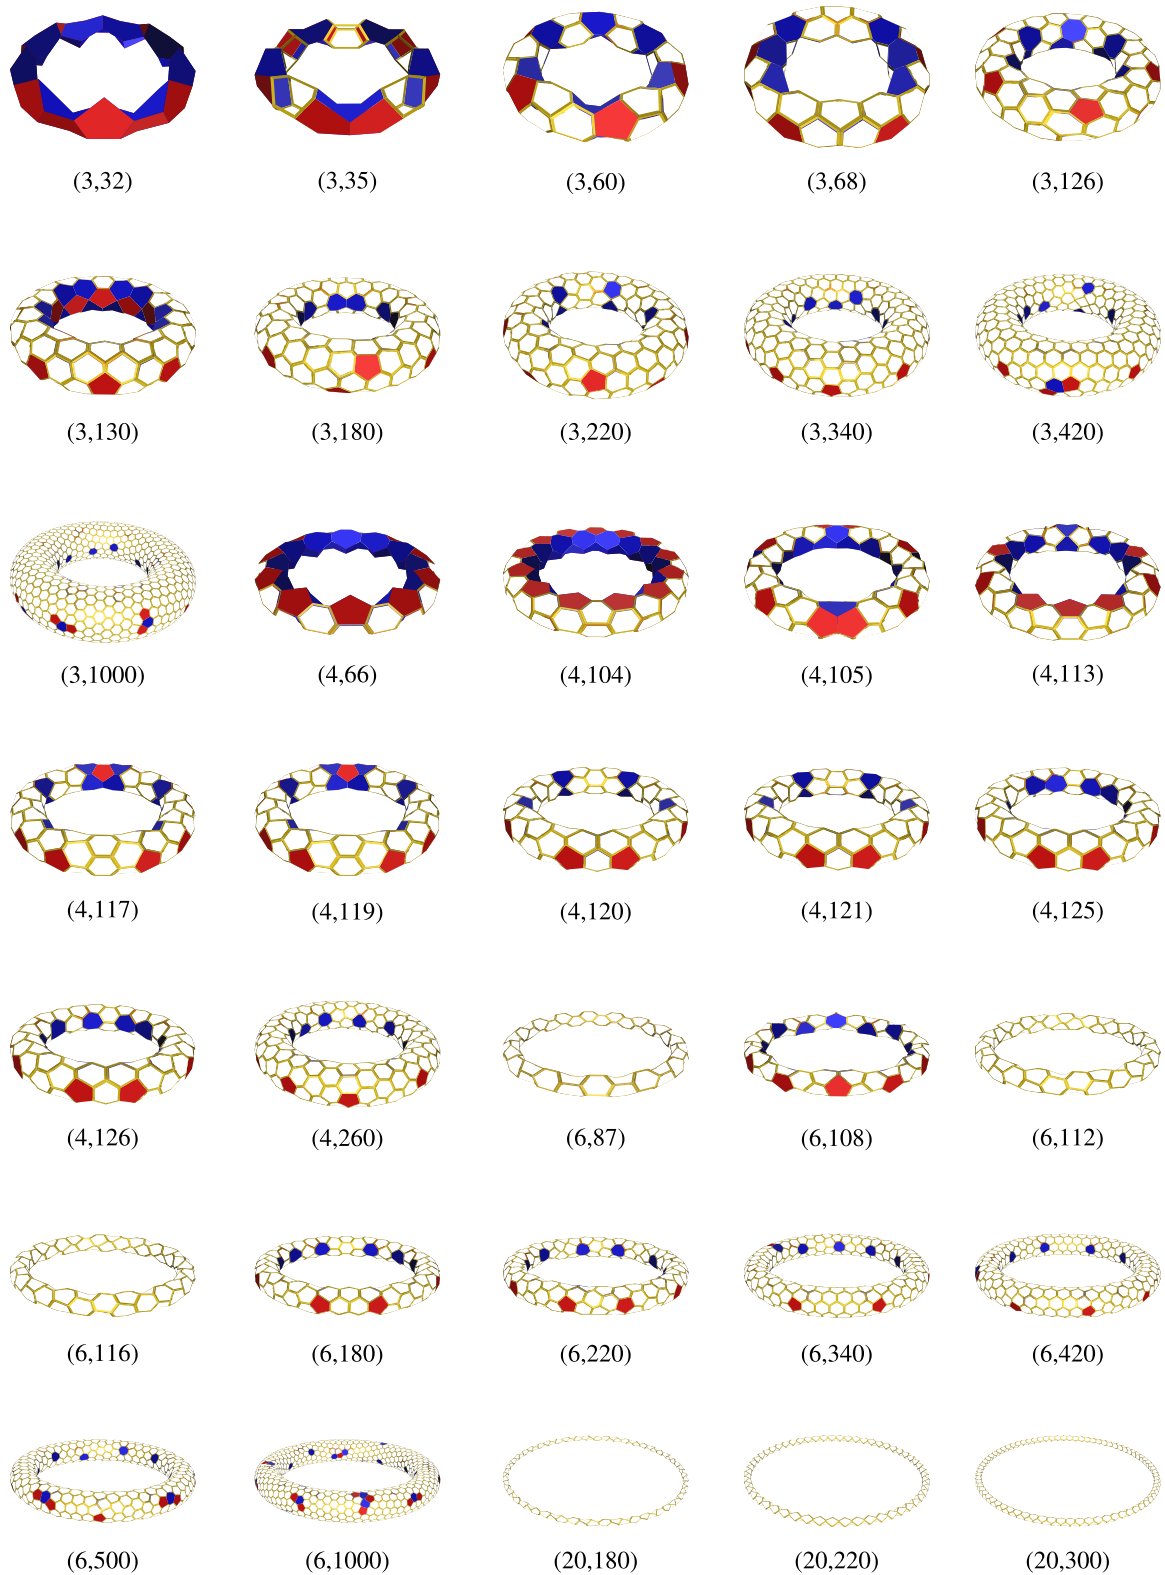 (3,32) (3,35) (3,60) (3,68) (3,126)
(3,130) (3,180) (3,220) (3,340) (3,420)
(3,1000) (4,66) (4,104) (4,105) (4,113)
(4,117) (4,119) (4,120) (4,121) (4,125)
(4,126) (4,260) (6,87) (6,108) (6,112)
(6,116) (6,180) (6,220) (6,340) (6,420)
(6,500) (6,1000) (20,180) (20,220) (20,300)